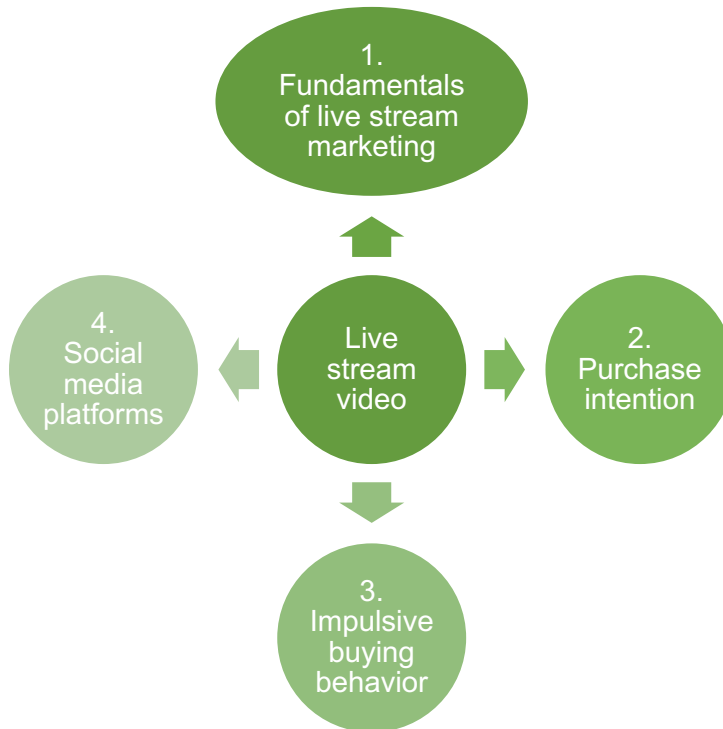 1.
Fundamentals
of live stream
marketing
4.
Social
media
platforms
Live
stream
video
2.
Purchase
intention
3.
Impulsive
buying
behavior